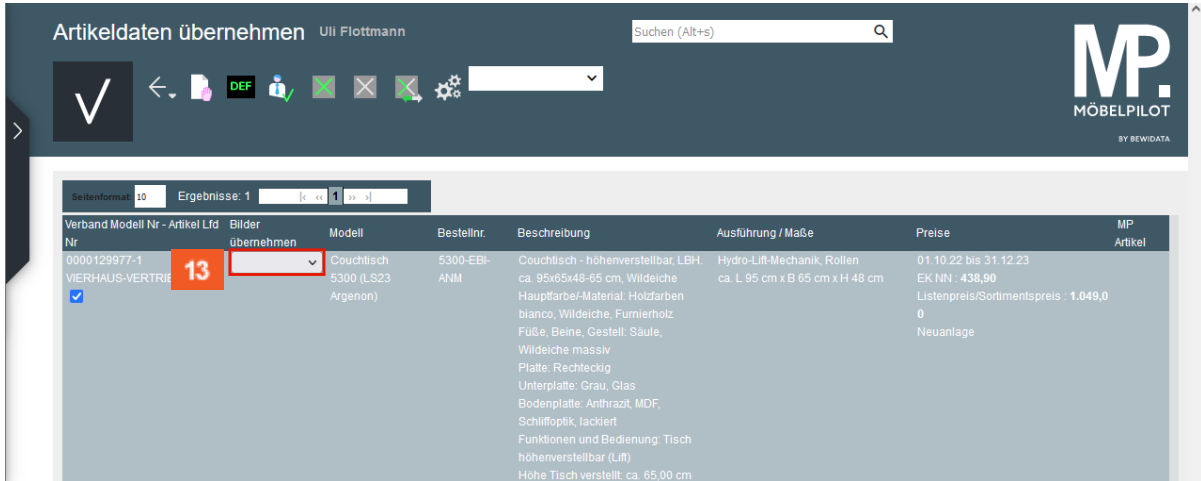 Artikeldaten übernehmen Uli Flottmann
Suchen (Alt+s)
MP.
MÖBELPILOT
BY BEWIDATA
DEF
Seitenformat: 10 Ergebnisse: 1 1
Verband Modell Nr - Artikel Lfd Nr
Bilder übernehmen
Modell
Bestellnr.
Beschreibung
Ausführung / Maße
Preise
MP Artikel
0000129977-1
VIERHAUS-VERTRIE
13
Couchtisch
5300 (LS23
Argenon)
5300-EBI-
ANM
Couchtisch - höhenverstellbar, LBH.
ca. 95x65x48-65 cm, Wildeiche
Hauptfarbe/-Material: Holzfarben
bianco, Wildeiche, Furnierholz
Füße, Beine, Gestell: Säule,
Wildeiche massiv
Platte: Rechteckig
Unterplatte: Grau, Glas
Bodenplatte: Anthrazit, MDF,
Schliffoptik, lackiert
Funktionen und Bedienung: Tisch
höhenverstellbar (Lift)
Höhe Tisch verstellt: ca. 65,00 cm
Hydro-Lift-Mechanik, Rollen
ca. L 95 cm x B 65 cm x H 48 cm
01.10.22 bis 31.12.23
EK NN : 438,90
Listenpreis/Sortimentspreis : 1.049,0
0
Neuanlage